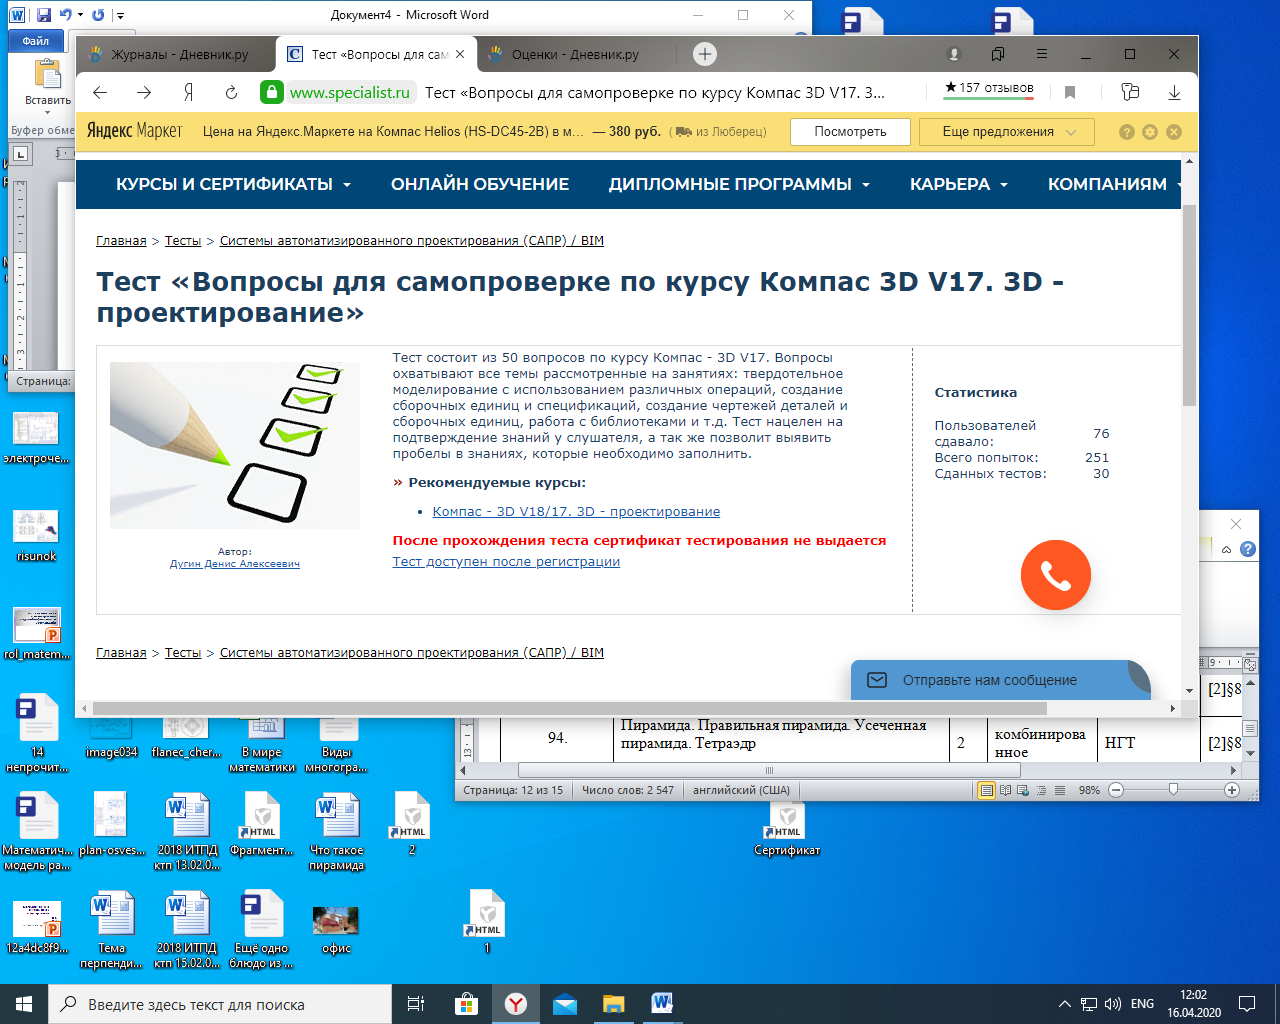 Документ4 - Microsoft Word
Файл
Вставить
Буфер обме
Страница:
Журналы - Дневник.ру
Тест «Вопросы для сам
Оценки - Дневник.ру
www.specialist.ru
Тест «Вопросы для самопроверке по курсу Компас 3D V17. 3...
★157 отзывов
Яндекс Маркет
Цена на Яндекс.Маркете на Компас Helios (HS-DC45-2B) в м... — 380 руб. ( из Люберец)
Посмотреть
Еще предложения
КУРСЫ И СЕРТИФИКАТЫ
ОНЛАЙН ОБУЧЕНИЕ
ДИПЛОМНЫЕ ПРОГРАММЫ
КАРЬЕРА
КОМПАНИЯМ
Главная > Тесты > Системы автоматизированного проектирования (САПР) / BIM
Тест «Вопросы для самопроверке по курсу Компас 3D V17. 3D -
проектирование»
Тест состоит из 50 вопросов по курсу Компас - 3D V17. Вопросы
охватывают все темы рассмотренные на занятиях: твердотельное
моделирование с использованием различных операций, создание
сборочных единиц и спецификаций, создание чертежей деталей и
сборочных единиц, работа с библиотеками и т.д. Тест нацелен на
подтверждение знаний у слушателя, а так же позволит выявить
пробелы в знаниях, которые необходимо заполнить.
» Рекомендуемые курсы:
• Компас - 3D V18/17. 3D - проектирование
После прохождения теста сертификат тестирования не выдается
Тест доступен после регистрации
Автор:
Дугин Денис Алексеевич
Статистика
Пользователей
сдавало: 76
Всего попыток: 251
Сданных тестов: 30
Главная > Тесты > Системы автоматизированного проектирования (САПР) / BIM
Отправьте нам сообщение
[2]§8
94.
Пирамида. Правильная пирамида. Усеченная
пирамида. Тетраэдр
2
комбинирова
нное
НГТ
[2]§8
Страница: 12 из 15
Число слов: 2 547
английский (США)
98%
электроче...
risunok
rol_matem...
14
непрочит...
image034
flanec_cher...
В мире
математики
Виды
многогра...
Математич...
модель ра...
plan-osves...
2018 ИТПД
ктп 13.02.0...
HTML
Фрагмент...
Что такое
пирамида
HTML
2
HTML
Сертификат
12a4dc8f9...
Тема
перпенди...
2018 ИТПД
ктп 15.02.0...
Ещё одно
блюдо из ...
офис
HTML
1
Введите здесь текст для поиска
ENG
12:02
16.04.2020